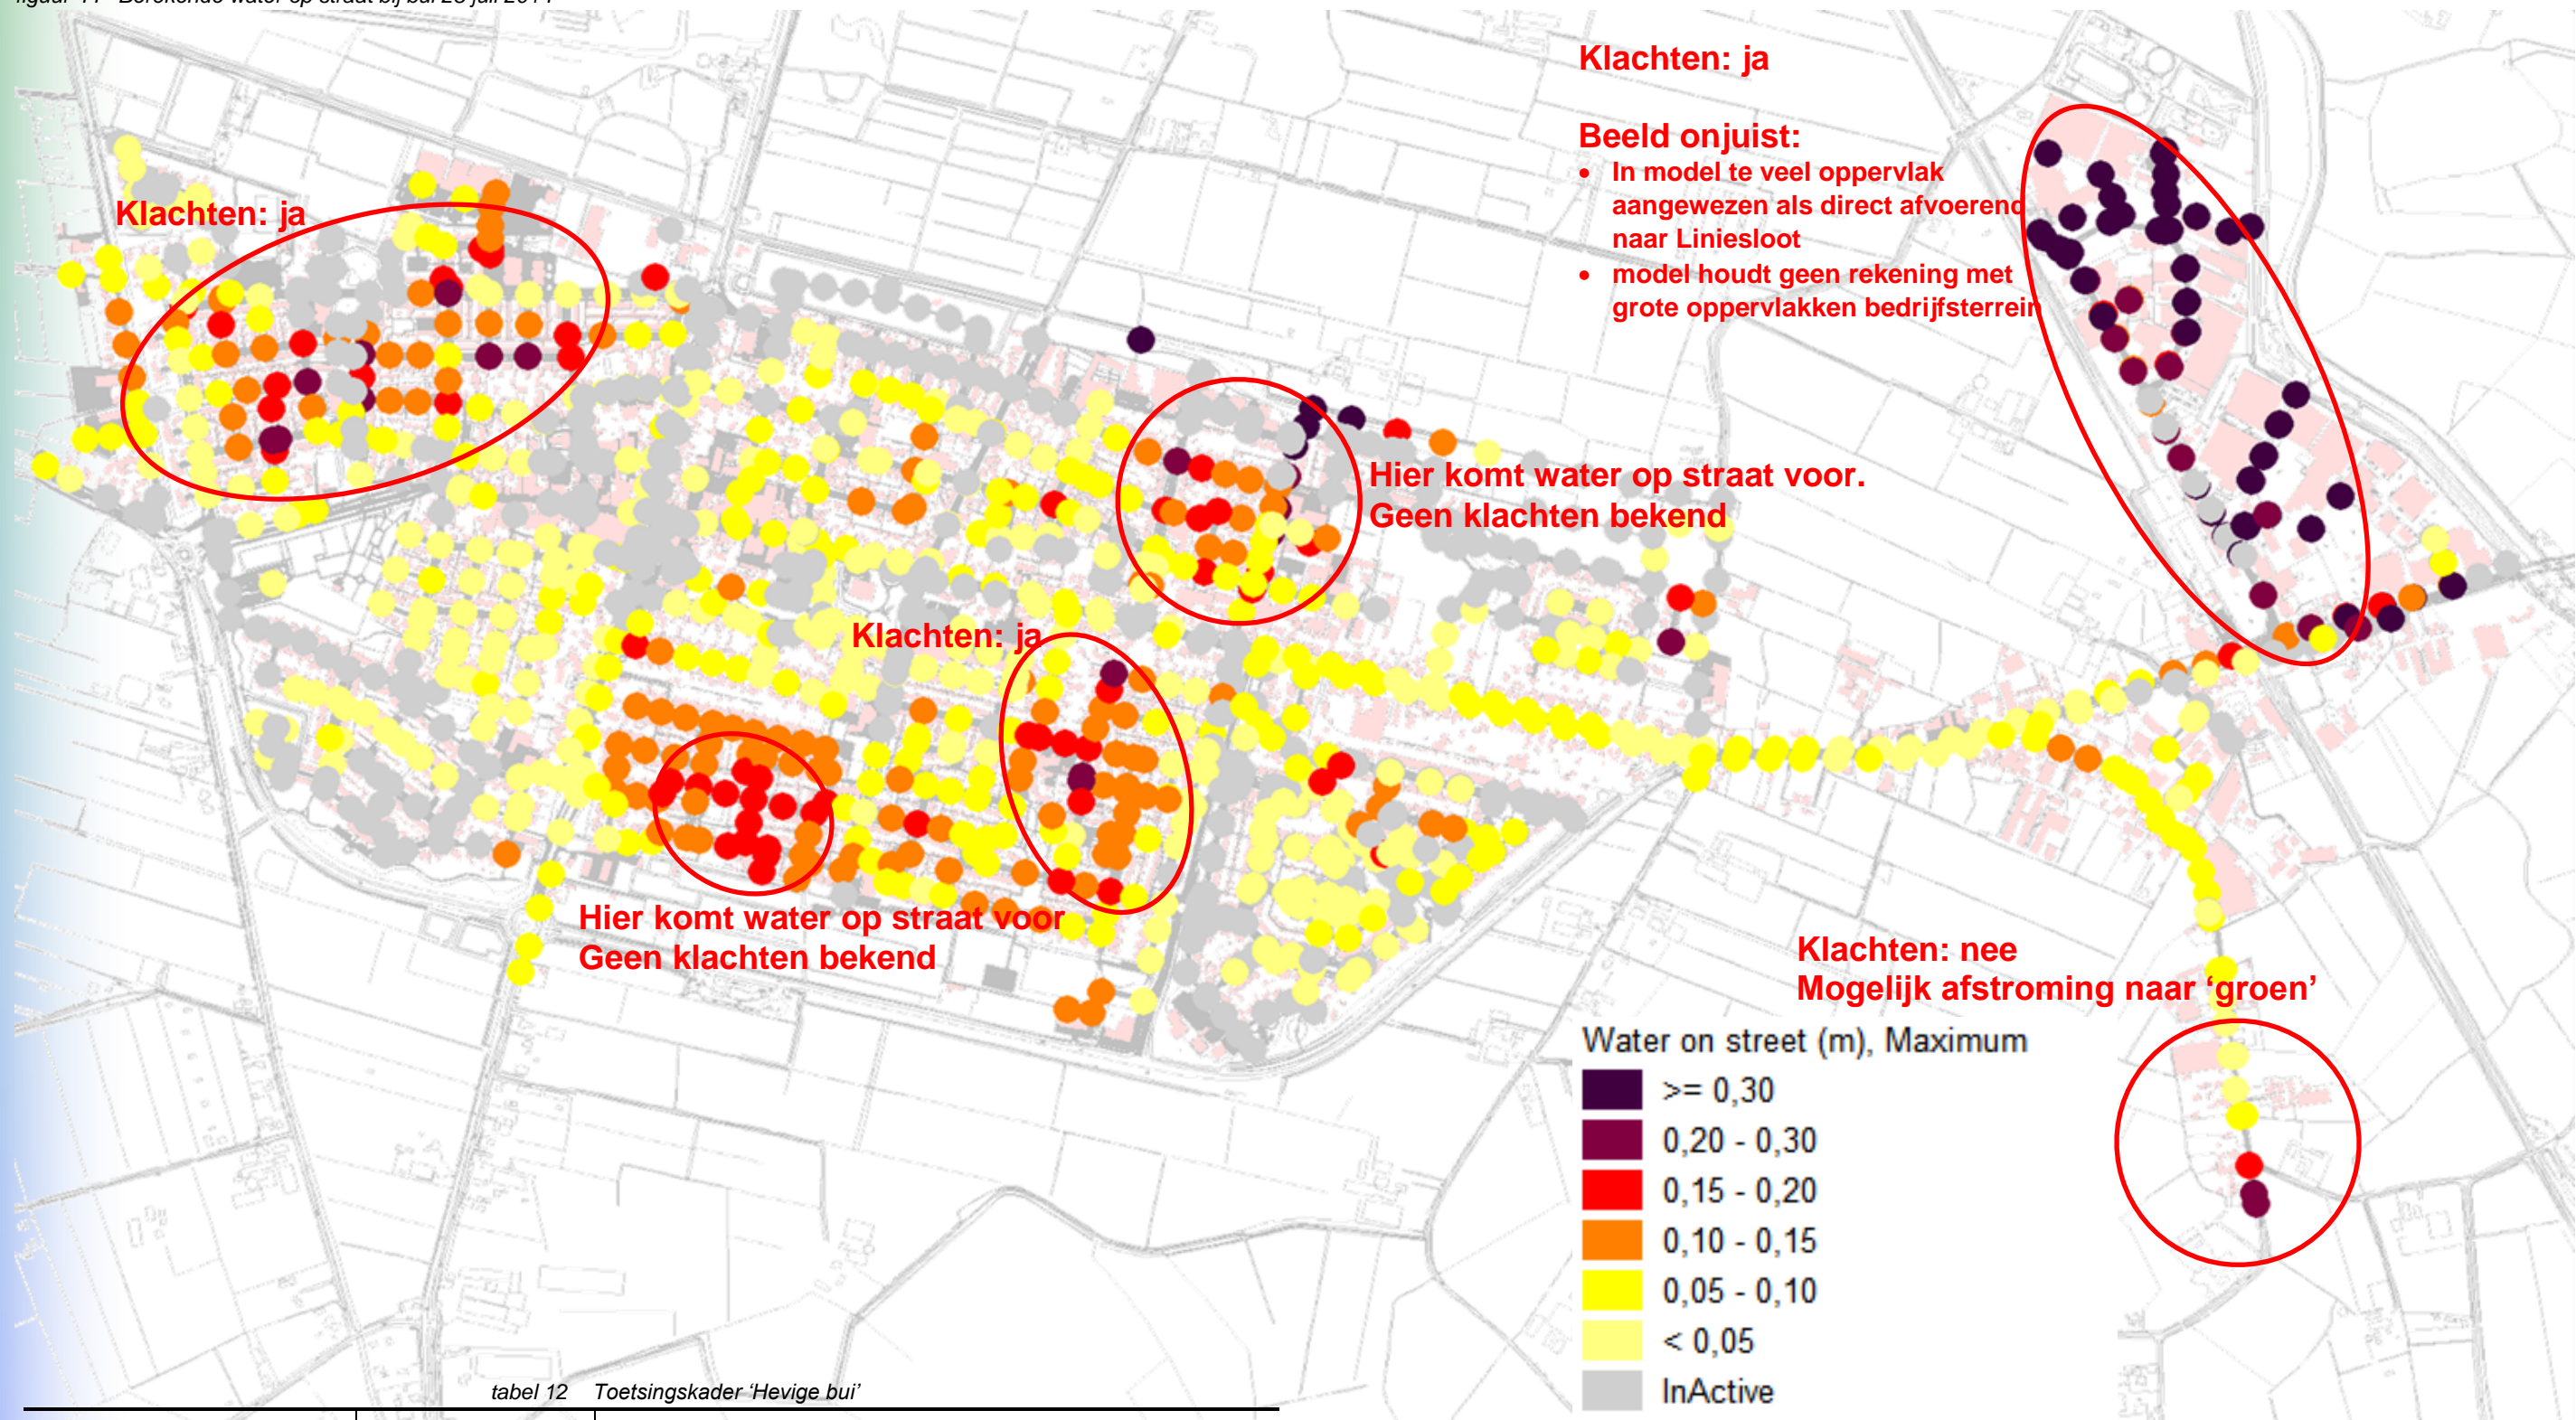 Klachten: ja
Beeld onjuist:
• In model te veel oppervlak
aangewezen als direct afvoerend
naar Liniesloot
• model houdt geen rekening met
grote oppervlakken bedrijfsterrein
Klachten: ja
Hier komt water op straat voor.
Geen klachten bekend
Klachten: ja
Hier komt water op straat voor
Geen klachten bekend
Klachten: nee
Mogelijk afstroming naar ‘groen’
Water on street (m), Maximum
>= 0,30
0,20 - 0,30
0,15 - 0,20
0,10 - 0,15
0,05 - 0,10
< 0,05
InActive
tabel 12 Toetsingskader ‘Hevige bui’